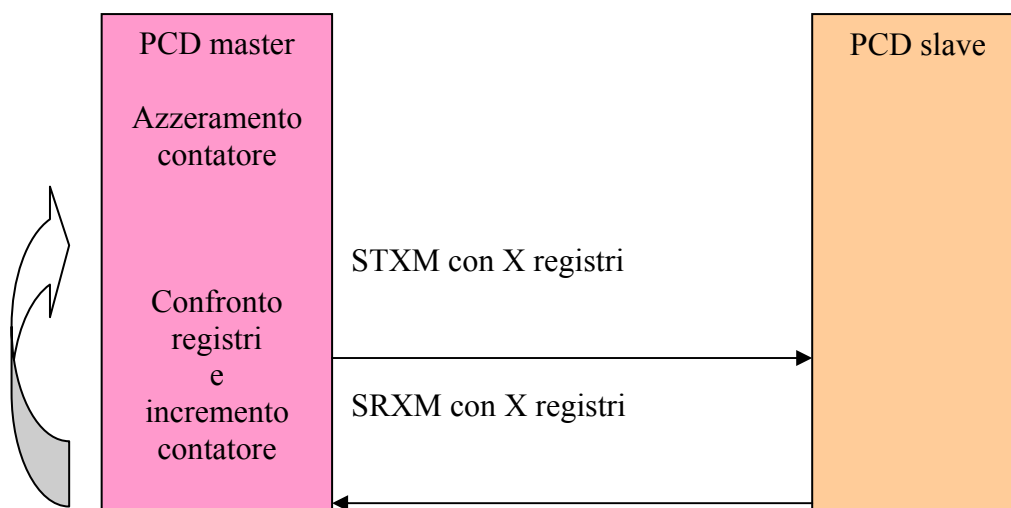 PCD master
Azzeramento
contatore
Confronto
registri
e
incremento
contatore
STXM con X registri
SRXM con X registri
PCD slave